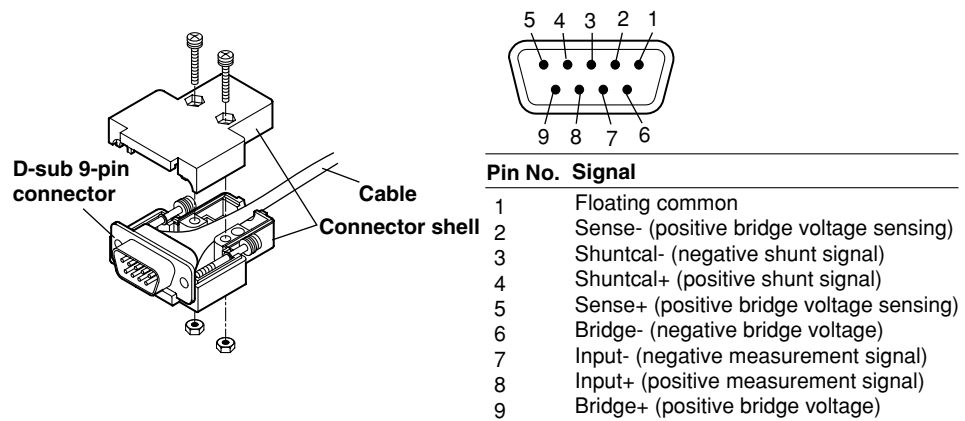 D-sub 9-pin
connector
Cable
Connector shell
5 4 3 2 1
9 8 7 6
Pin No. Signal
1 Floating common
2 Sense- (positive bridge voltage sensing)
3 Shuntcal- (negative shunt signal)
4 Shuntcal+ (positive shunt signal)
5 Sense+ (positive bridge voltage sensing)
6 Bridge- (negative bridge voltage)
7 Input- (negative measurement signal)
8 Input+ (positive measurement signal)
9 Bridge+ (positive bridge voltage)